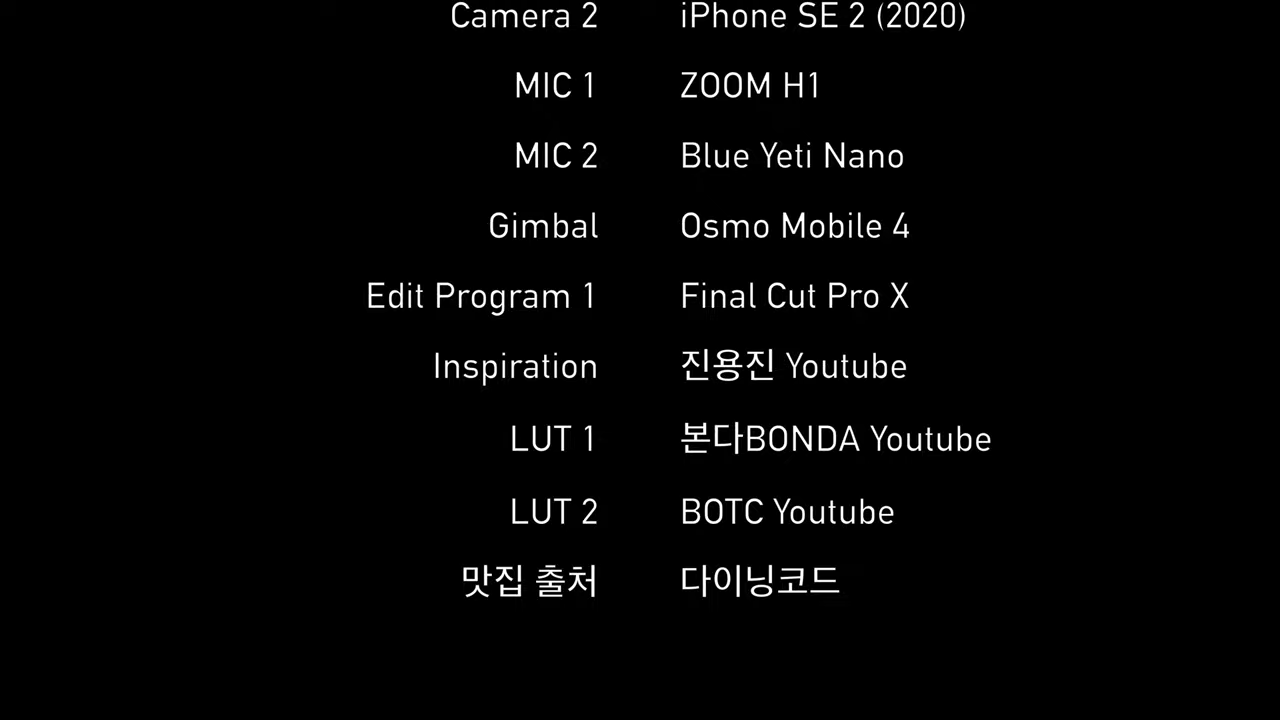 Camera 2 iPhone SE 2 (2020)
MIC 1 ZOOM H1
MIC 2 Blue Yeti Nano
Gimbal Osmo Mobile 4
Edit Program 1 Final Cut Pro X
Inspiration 진용진 Youtube
LUT 1 본다BONDA Youtube
LUT 2 BOTC Youtube
맛집 출처 다이닝코드